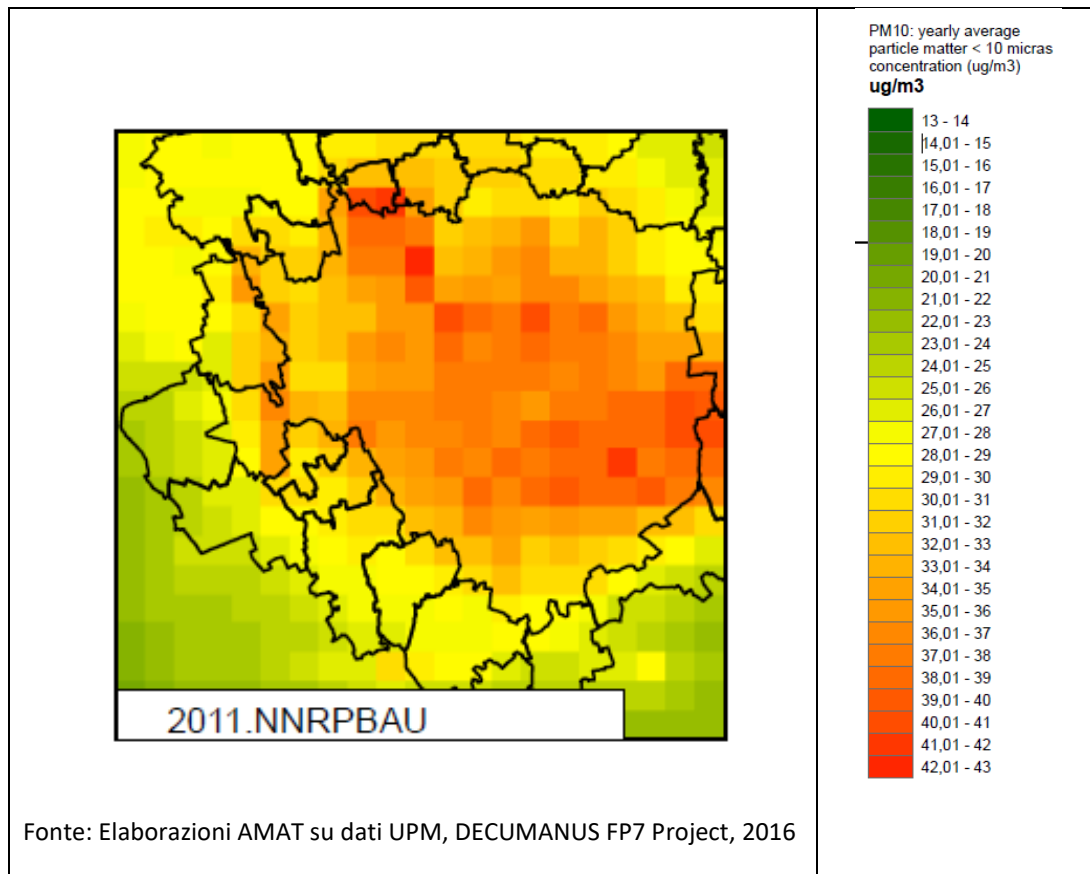 PM10: yearly average
particle matter < 10 micras
concentration (ug/m3)
ug/m3
13 - 14
14,01 - 15
15,01 - 16
16,01 - 17
17,01 - 18
18,01 - 19
19,01 - 20
20,01 - 21
21,01 - 22
22,01 - 23
23,01 - 24
24,01 - 25
25,01 - 26
26,01 - 27
27,01 - 28
28,01 - 29
29,01 - 30
30,01 - 31
31,01 - 32
32,01 - 33
33,01 - 34
34,01 - 35
35,01 - 36
36,01 - 37
37,01 - 38
38,01 - 39
39,01 - 40
40,01 - 41
41,01 - 42
42,01 - 43
2011.NNRPBAU
Fonte: Elaborazioni AMAT su dati UPM, DECUMANUS FP7 Project, 2016